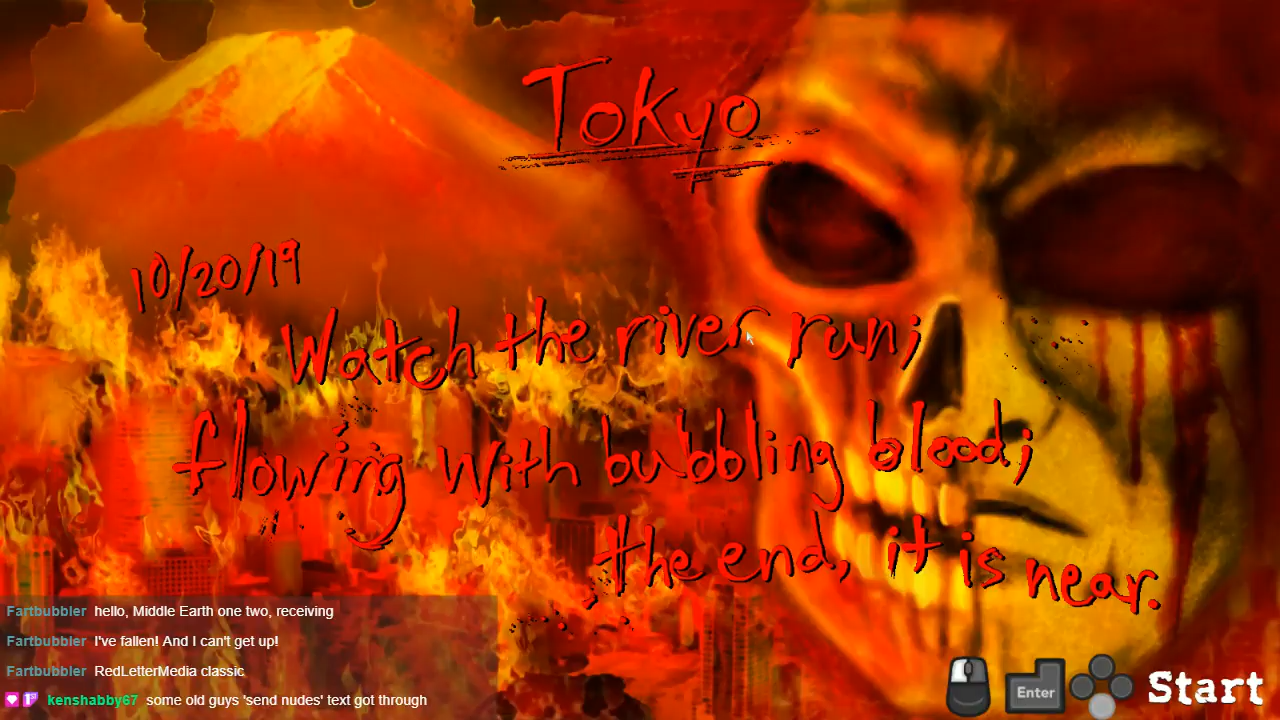 Tokyo
10/20/19
Watch the river run;
flowing with bubbling blood;
the end, it is near.
Fartbubbler hello, Middle Earth one two, receiving
Fartbubbler I've fallen! And I can't get up!
Fartbubbler RedLetterMedia classic
kenshabby67 some old guys 'send nudes' text got through
Enter Start